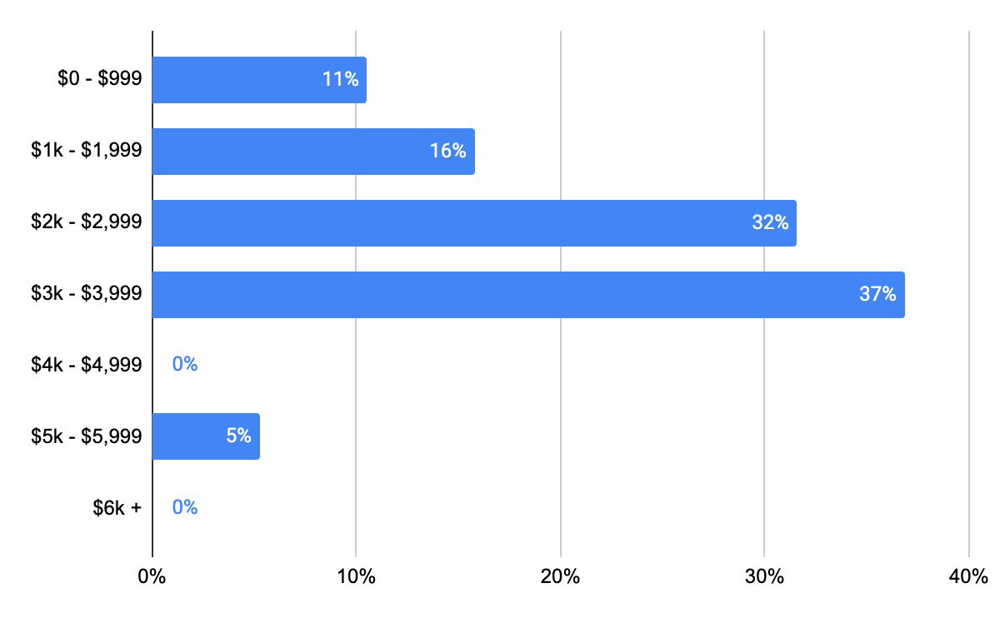 $0 - $999 11%
$1k - $1,999 16%
$2k - $2,999 32%
$3k - $3,999 37%
$4k - $4,999 0%
$5k - $5,999 5%
$6k + 0%
0% 10% 20% 30% 40%